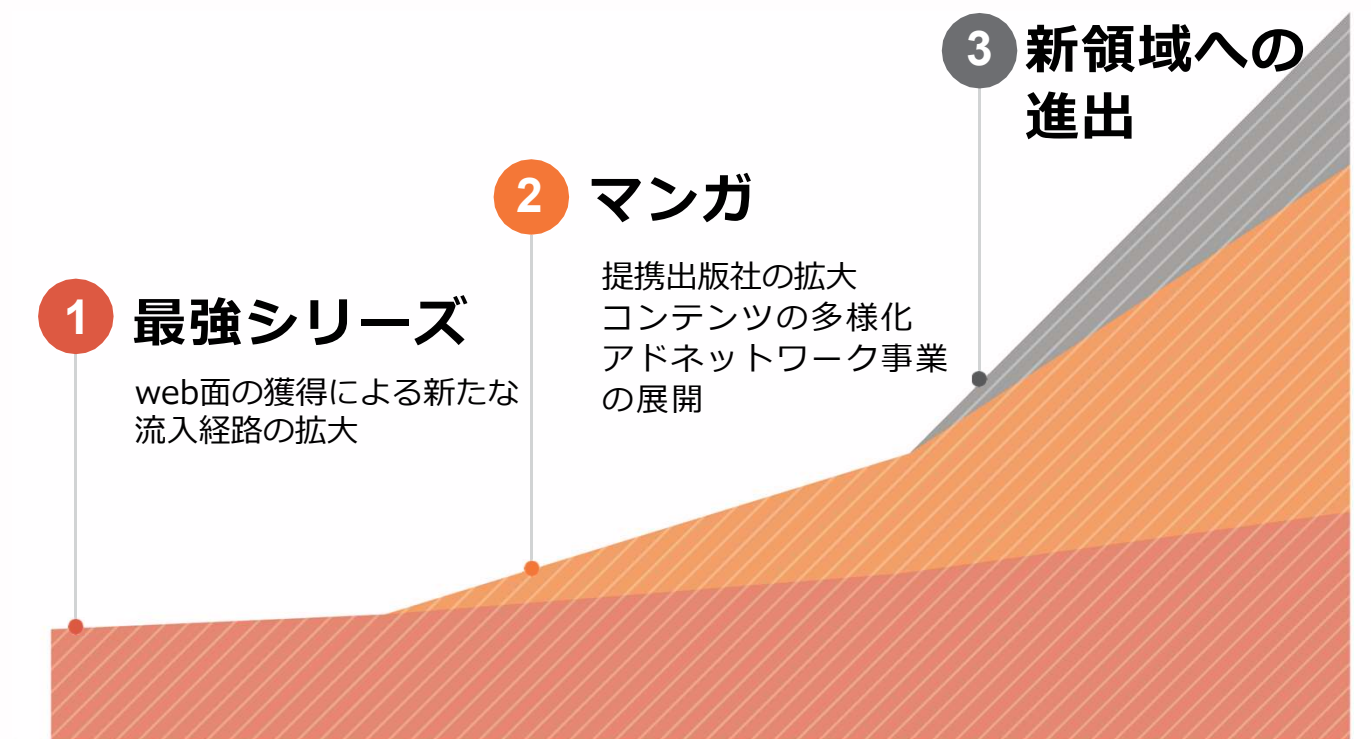 1 最強シリーズ
web面の獲得による新たな
流入経路の拡大
2 マンガ
提携出版社の拡大
コンテンツの多様化
アドネットワーク事業
の展開
3 新領域への
進出